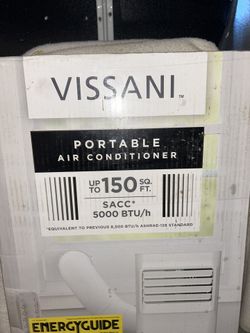 VISSANI™
PORTABLE
AIR CONDITIONER
UP TO 150 SQ. FT.
SACC*
5000 BTU/h
*EQUIVALENT TO PREVIOUS 8,000 BTU/h ASHRAE-128 STANDARD
ENERGYGUIDE